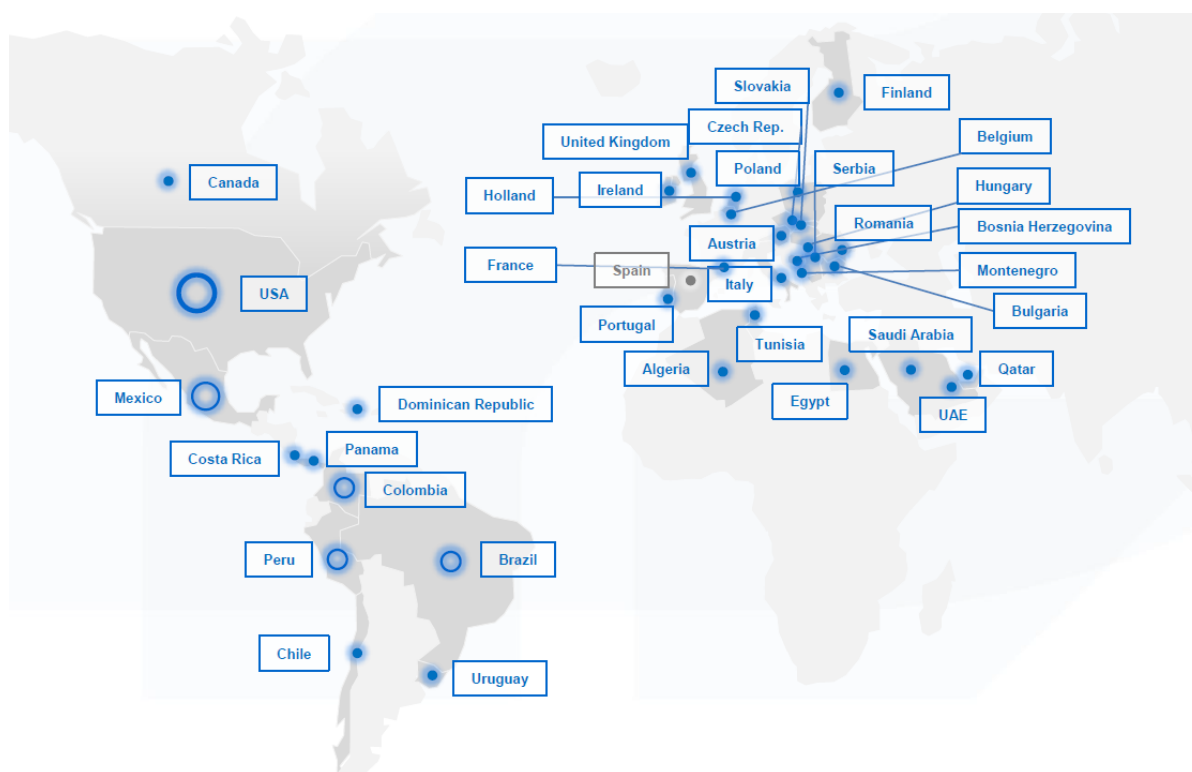 Slovakia
Finland
Czech Rep.
United Kingdom
Belgium
Poland
Serbia
Hungary
Canada
Holland
Ireland
Romania
Bosnia Herzegovina
Austria
France
Spain
Italy
Montenegro
USA
Bulgaria
Portugal
Saudi Arabia
Tunisia
Algeria
Qatar
Mexico
Dominican Republic
Egypt
UAE
Costa Rica
Panama
Colombia
Peru
Brazil
Chile
Uruguay